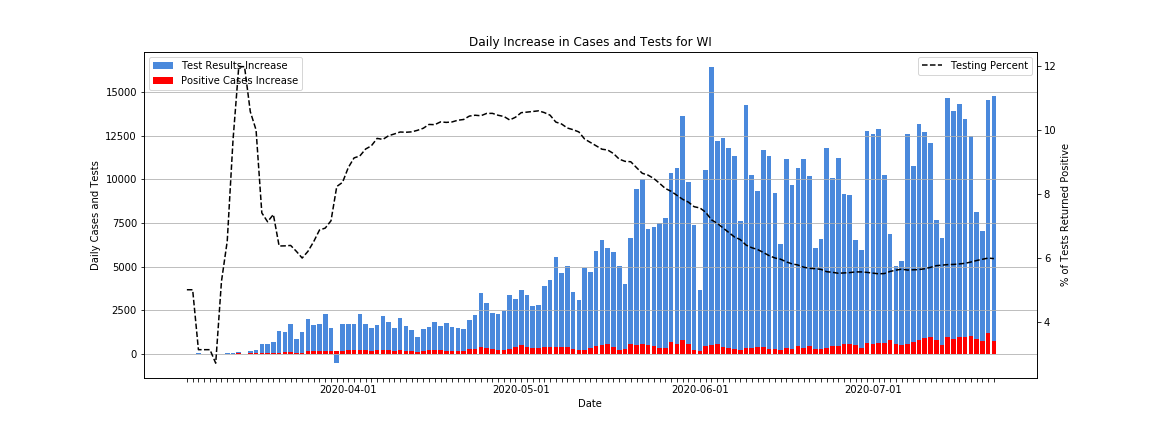 Daily Increase in Cases and Tests for WI
Test Results Increase
Positive Cases Increase
Testing Percent
15000
12500
10000
7500
5000
2500
0
Daily Cases and Tests
12
10
8
6
4
% of Tests Returned Positive
2020-04-01
2020-05-01
2020-06-01
2020-07-01
Date